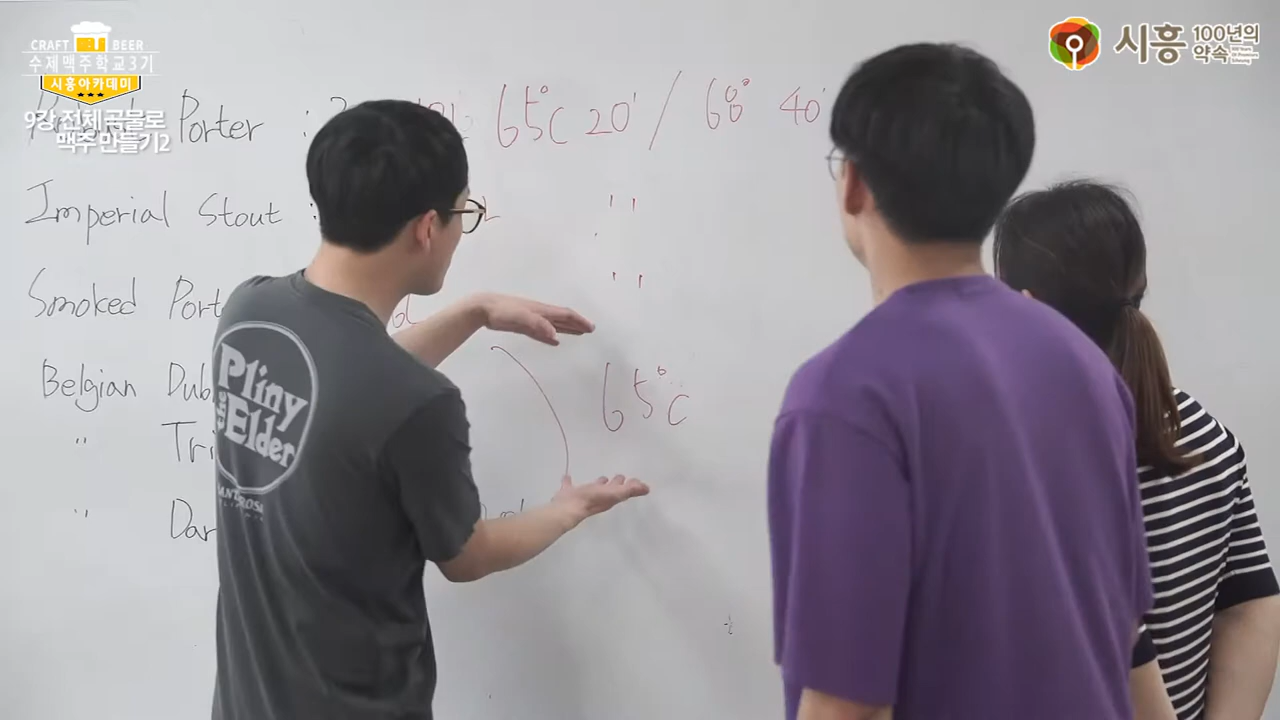 CRAFT BEER
수제맥주학교3기
시흥아카데미
9강 전체 곡물로
맥주 만들기2
시흥 100년의
약속
Porter : 65°C 20' / 68° 40'
Imperial Stout : "
Smoked Port "
Belgian Dub 65°C
" Tri
" Dar
Pliny
the
Elder